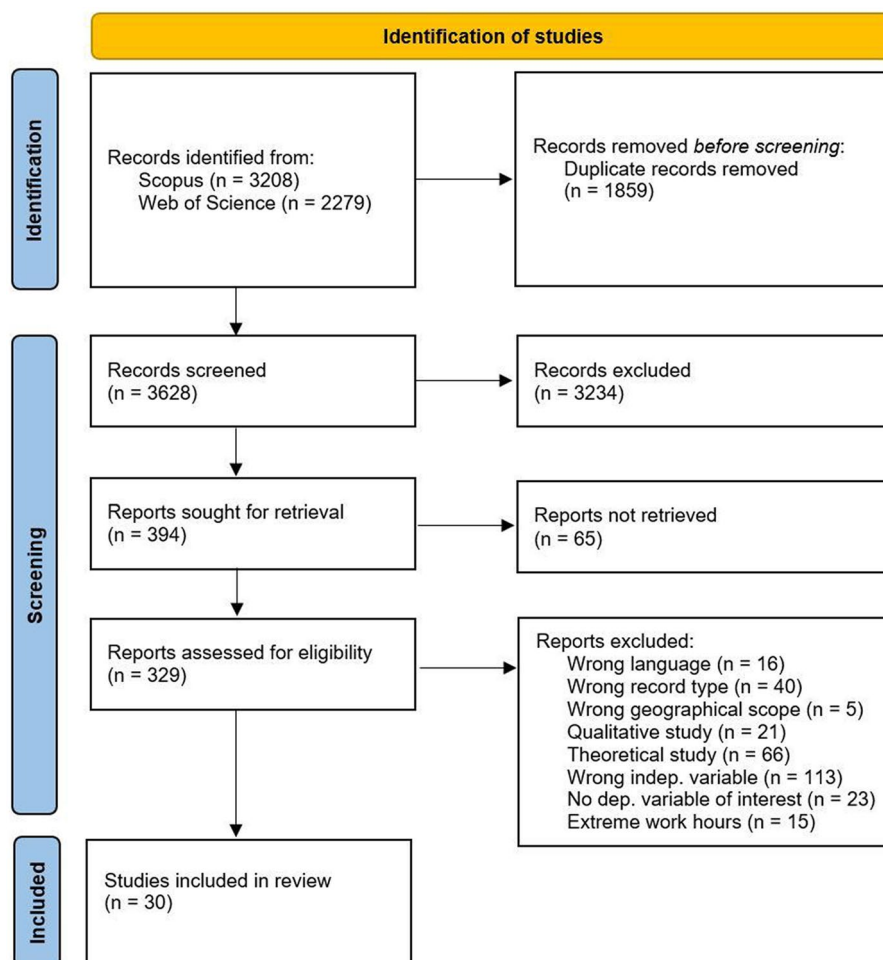 Identification of studies
Identification
Records identified from:
Scopus (n = 3208)
Web of Science (n = 2279)
Records removed before screening:
Duplicate records removed
(n = 1859)
Screening
Records screened
(n = 3628)
Records excluded
(n = 3234)
Reports sought for retrieval
(n = 394)
Reports not retrieved
(n = 65)
Reports assessed for eligibility
(n = 329)
Reports excluded:
Wrong language (n = 16)
Wrong record type (n = 40)
Wrong geographical scope (n = 5)
Qualitative study (n = 21)
Theoretical study (n = 66)
Wrong indep. variable (n = 113)
No dep. variable of interest (n = 23)
Extreme work hours (n = 15)
Included
Studies included in review
(n = 30)